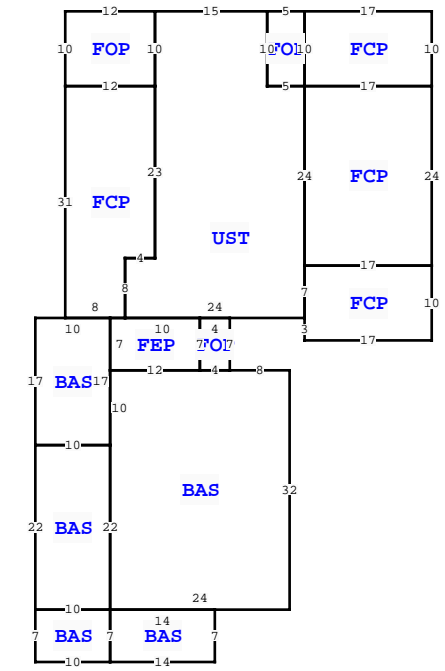 12 15 5 17
10 FOP 10 10 FOP 10 FCP 10
12 5 17
23
31 FCP 24 FCP 24
UST
4 17
8 7 FCP 10
8 24
10 10 4 3 17
7 FEP 7 FOP 7
12 4 8
17 BAS 17
10
10
BAS 32
22 BAS 22
24
10 14
7 BAS 7 BAS 7
10 14